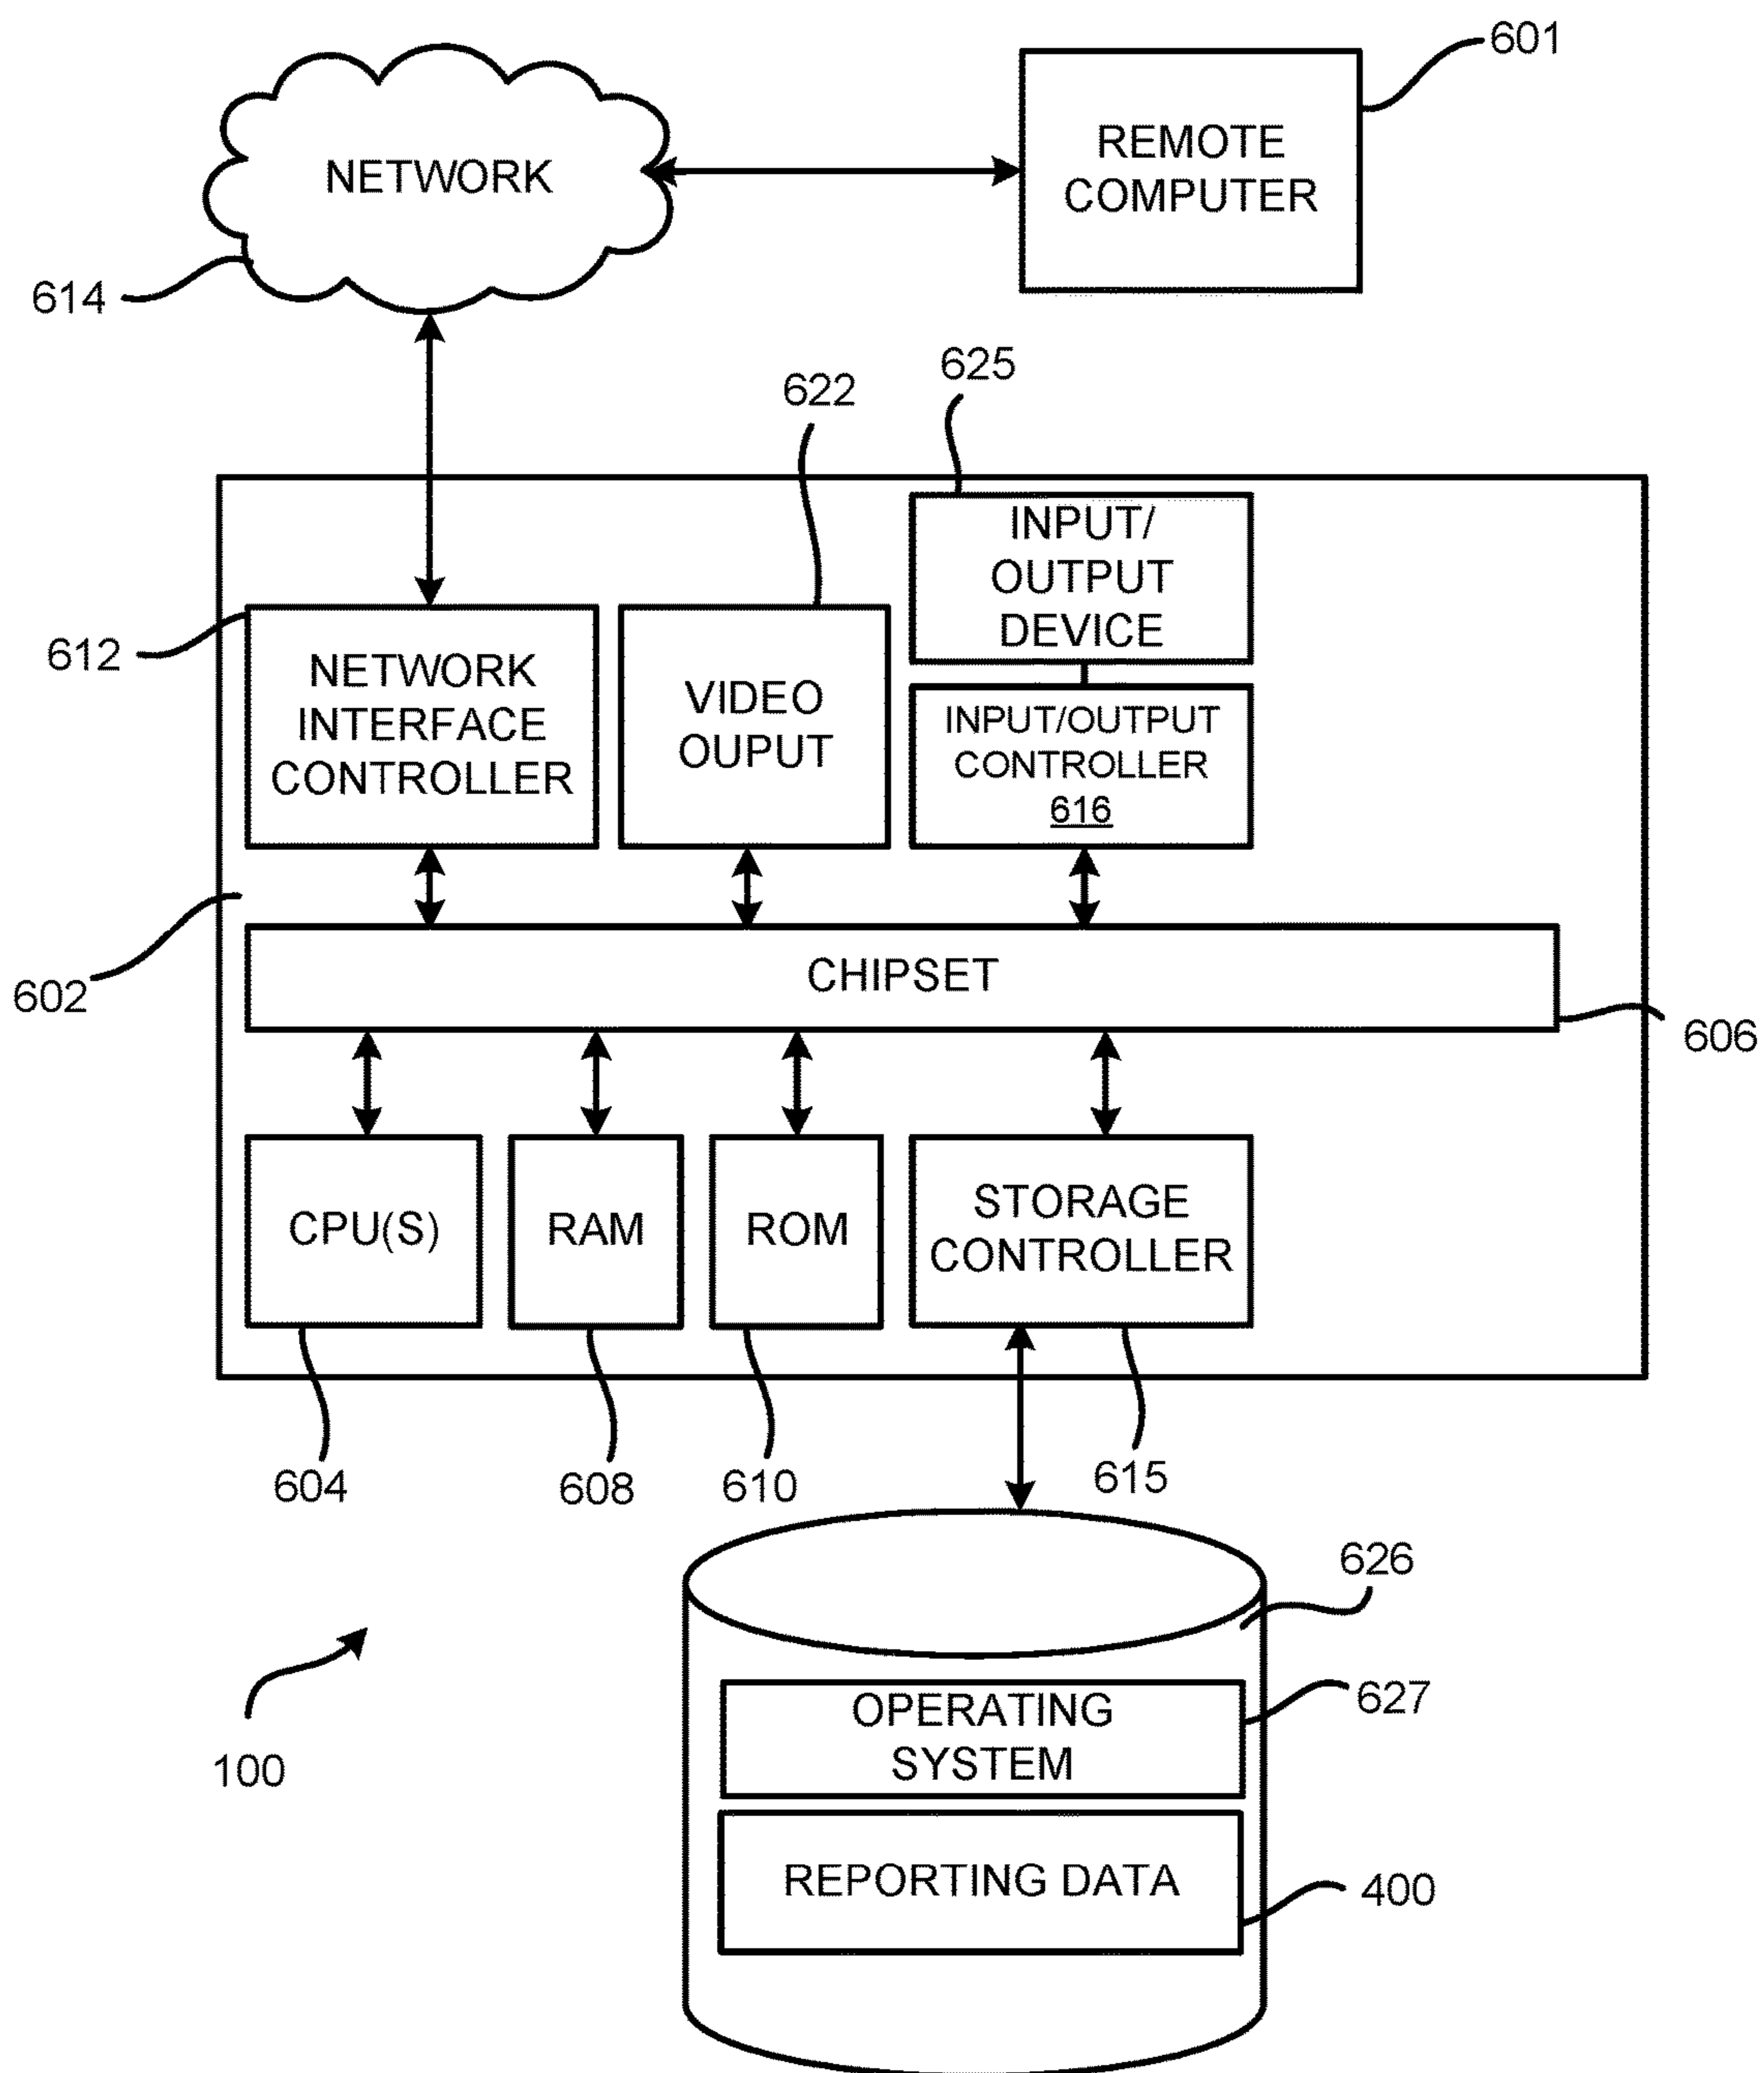 601
REMOTE
COMPUTER
NETWORK
614
625
622
INPUT/
OUTPUT
DEVICE
612
NETWORK
INTERFACE
CONTROLLER
VIDEO
OUPUT
INPUT/OUTPUT
CONTROLLER
616
602
CHIPSET
606
CPU(S)
RAM
ROM
STORAGE
CONTROLLER
604
608
610
615
626
627
OPERATING
SYSTEM
100
REPORTING DATA
400